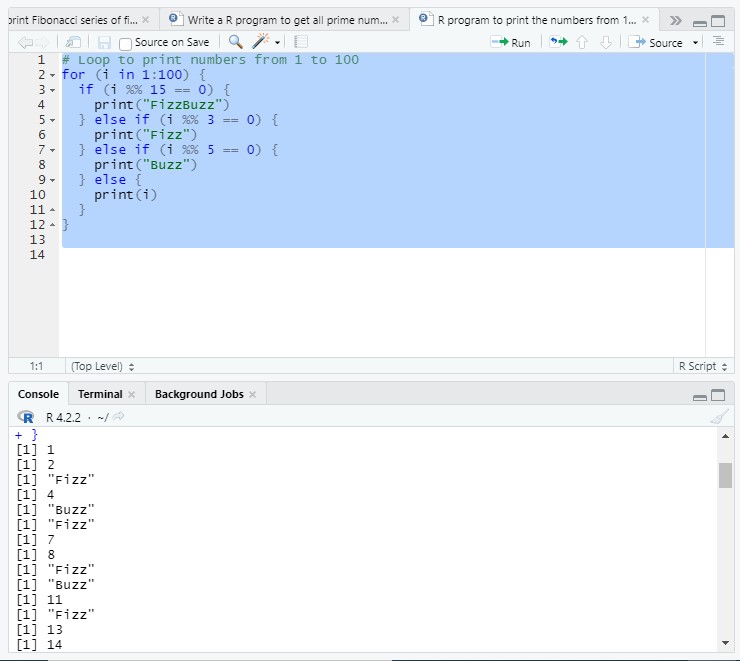 print Fibonacci series of fi... × Write a R program to get all prime num... × R program to print the numbers from 1... ×
Source on Save Run Source
1 # Loop to print numbers from 1 to 100
2 for (i in 1:100) {
3 if (i %% 15 == 0) {
4 print("FizzBuzz")
5 } else if (i %% 3 == 0) {
6 print("Fizz")
7 } else if (i %% 5 == 0) {
8 print("Buzz")
9 } else {
10 print(i)
11 }
12 }
13
14
1:1 (Top Level) R Script
Console Terminal × Background Jobs ×
R R 4.2.2 · ~/
+ }
[1] 1
[1] 2
[1] "Fizz"
[1] 4
[1] "Buzz"
[1] "Fizz"
[1] 7
[1] 8
[1] "Fizz"
[1] "Buzz"
[1] 11
[1] "Fizz"
[1] 13
[1] 14